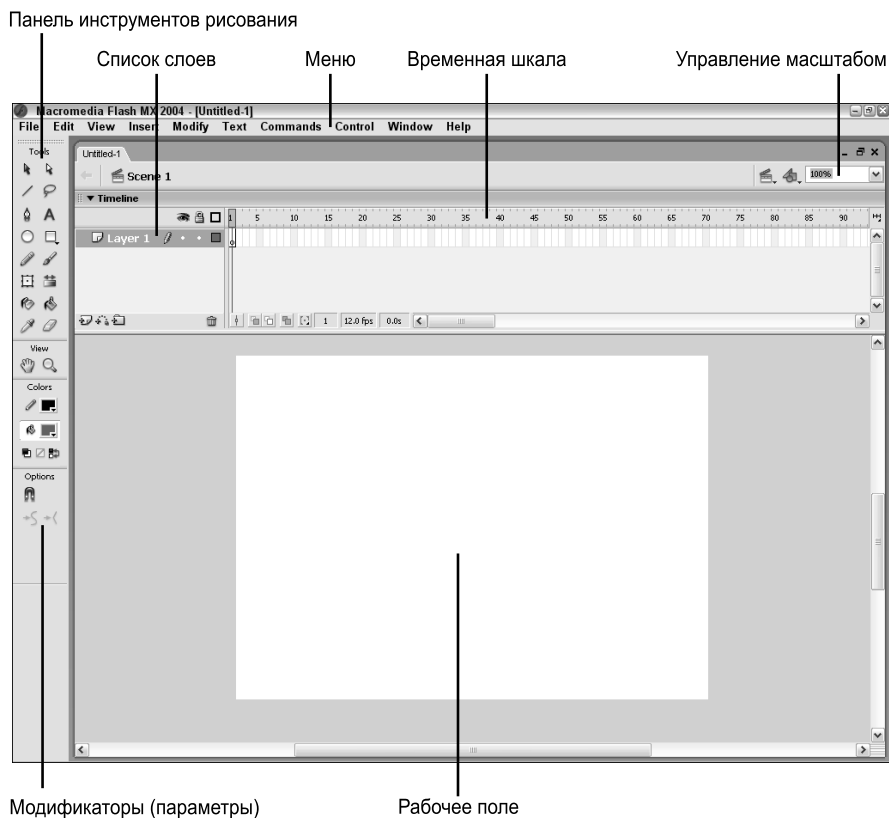 Панель инструментов рисования
Список слоев
Меню
Временная шкала
Управление масштабом
Macromedia Flash MX 2004 - [Untitled-1]
File Edit View Insert Modify Text Commands Control Window Help
Tools
Untitled-1
Scene 1
100%
Timeline
1 5 10 15 20 25 30 35 40 45 50 55 60 65 70 75 80 85 90
Layer 1
1 12.0 fps 0.0s
View
Colors
Options
Модификаторы (параметры)
Рабочее поле